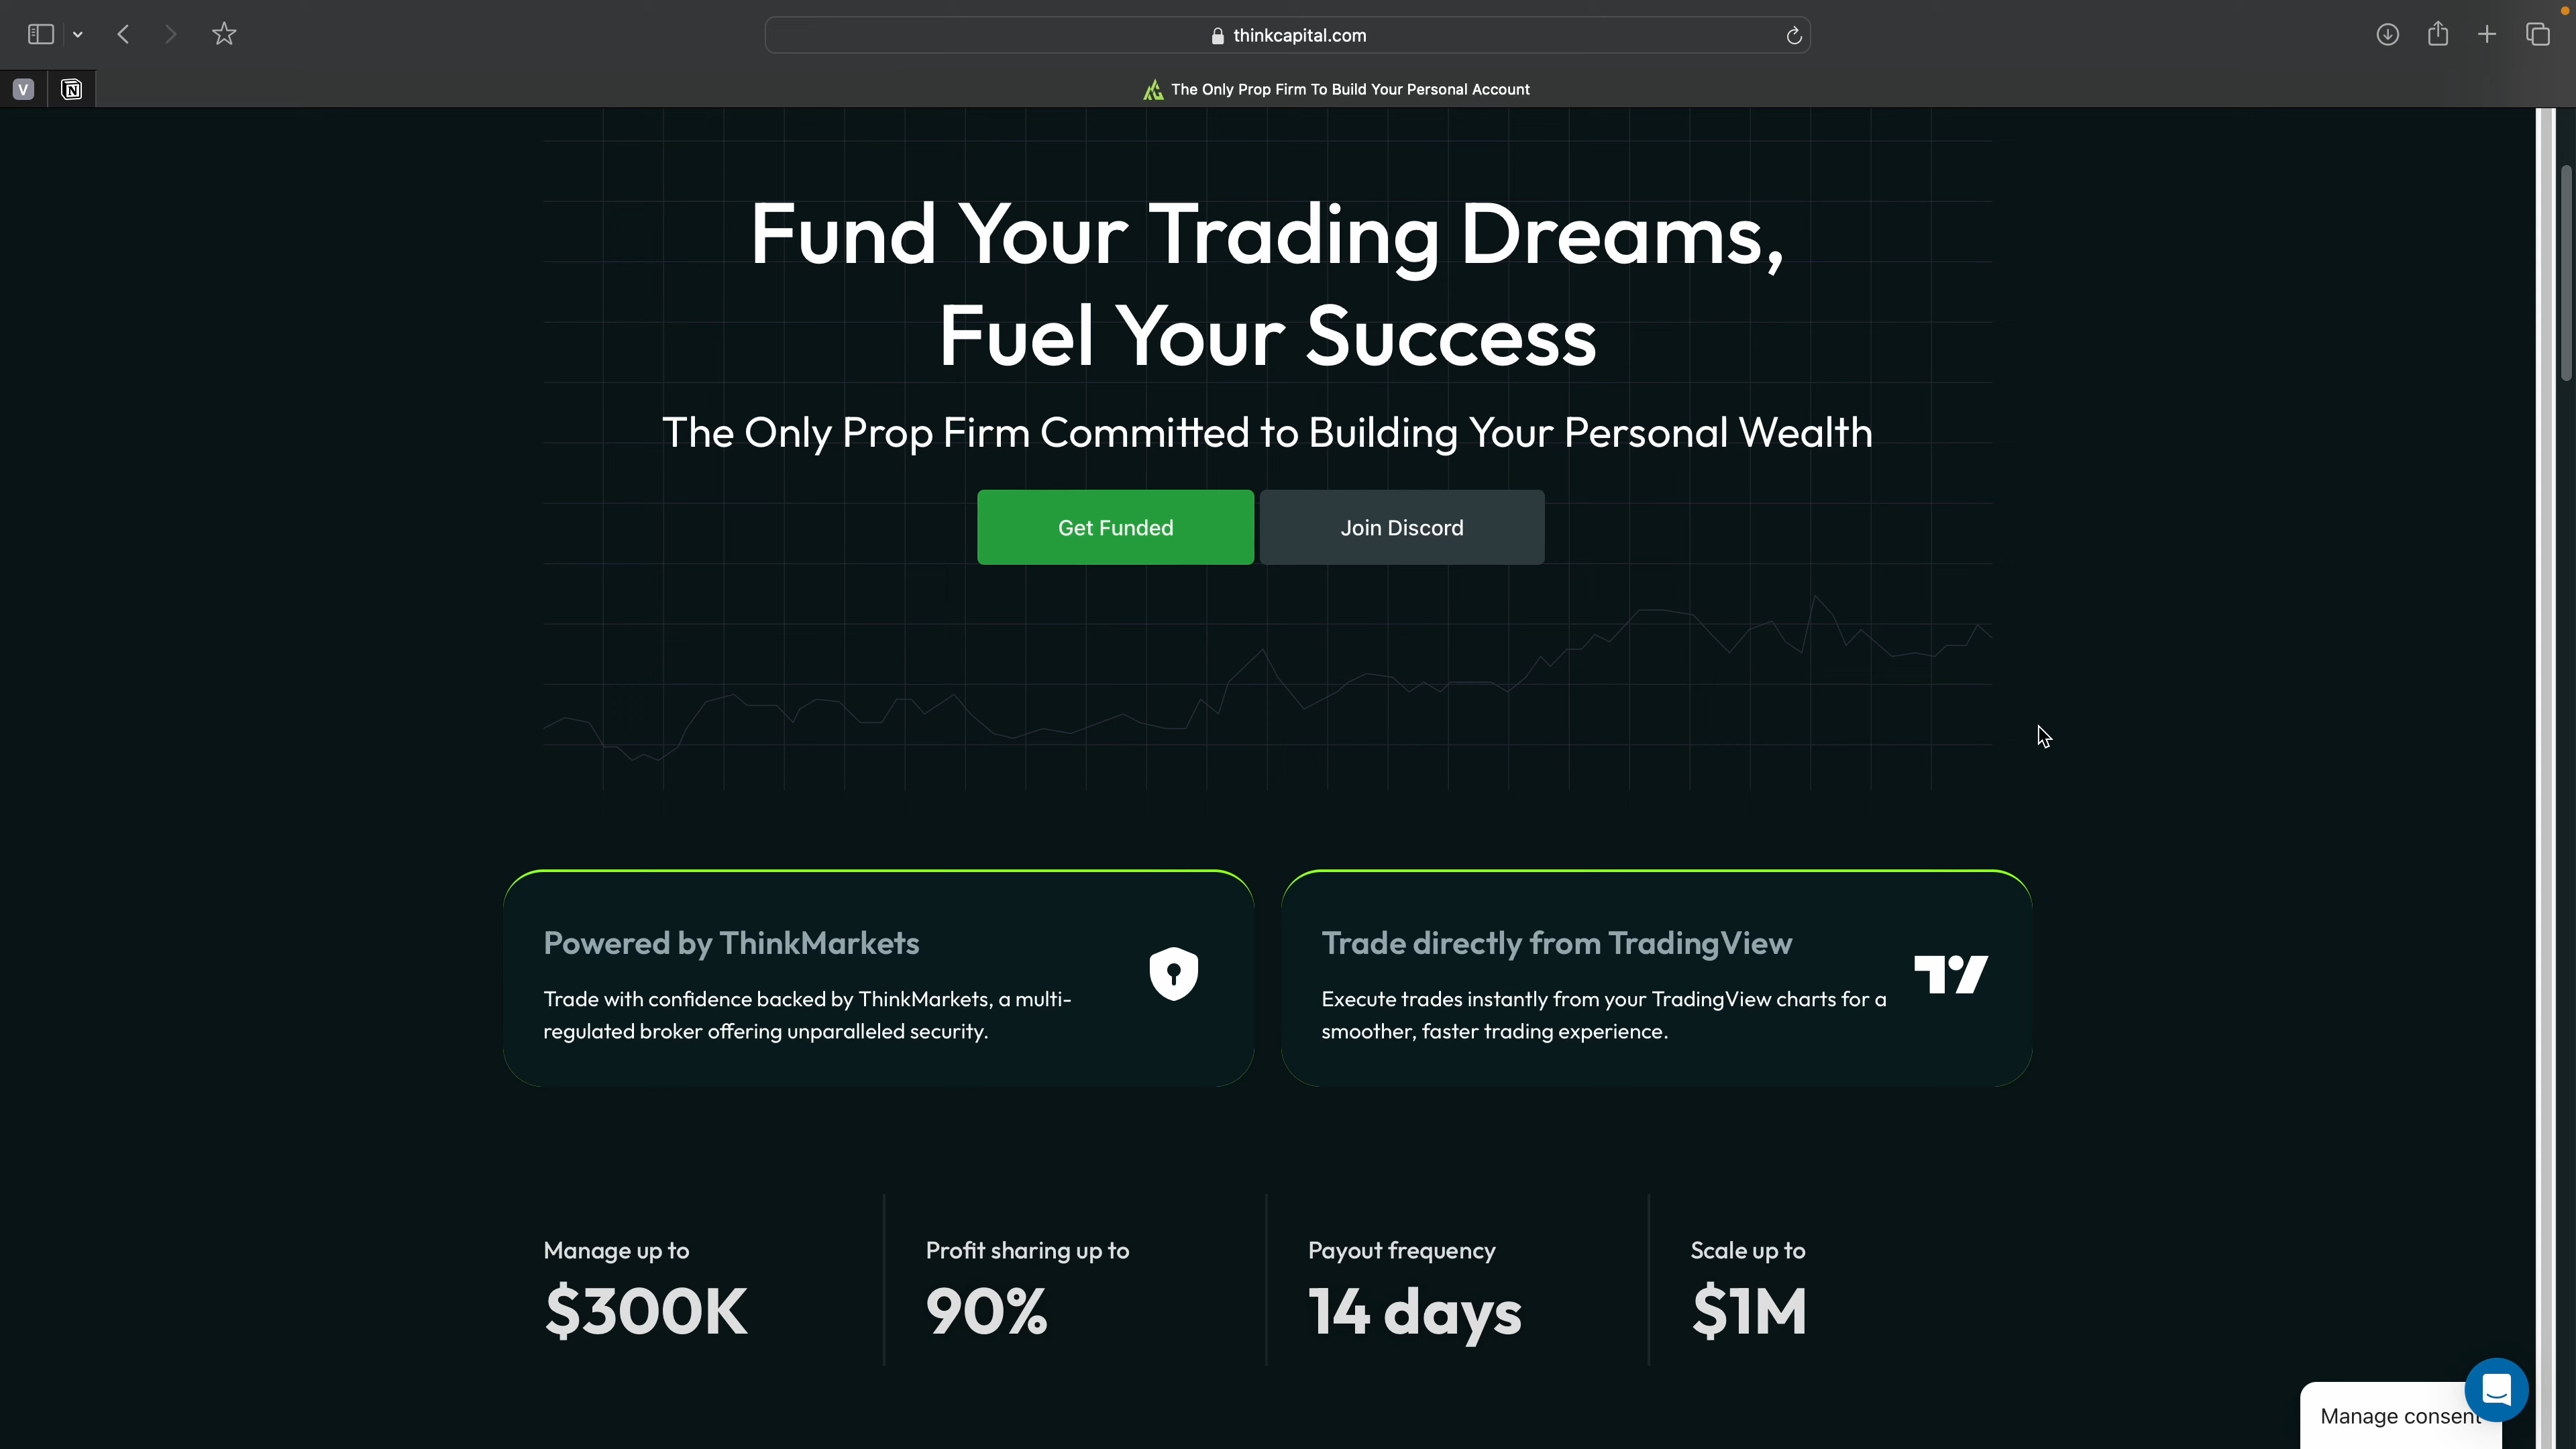 thinkcapital.com
V
The Only Prop Firm To Build Your Personal Account
Fund Your Trading Dreams,
Fuel Your Success
The Only Prop Firm Committed to Building Your Personal Wealth
Get Funded
Join Discord
Powered by ThinkMarkets
Trade with confidence backed by ThinkMarkets, a multi-
regulated broker offering unparalleled security.
Trade directly from TradingView
Execute trades instantly from your TradingView charts for a
smoother, faster trading experience.
Manage up to
$300K
Profit sharing up to
90%
Payout frequency
14 days
Scale up to
$1M
Manage consent